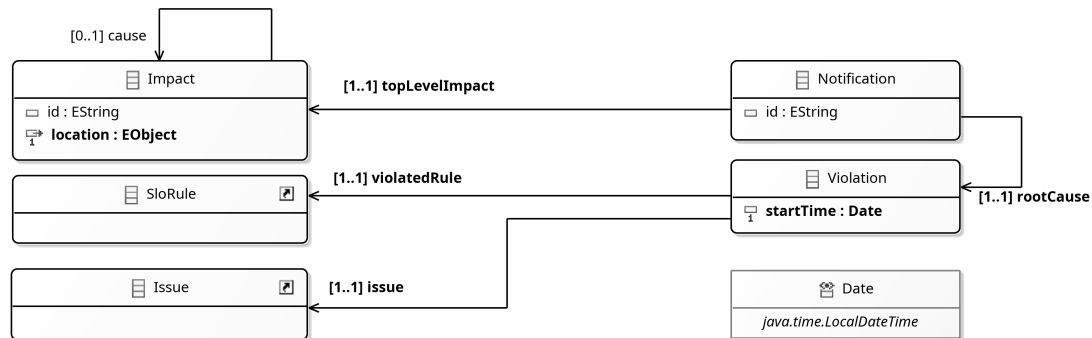 [0..1] cause
Impact
id : EString
location : EObject
[1..1] topLevelImpact
Notification
id : EString
SloRule
[1..1] violatedRule
Violation
startTime : Date
[1..1] rootCause
Issue
[1..1] issue
Date
java.time.LocalDateTime